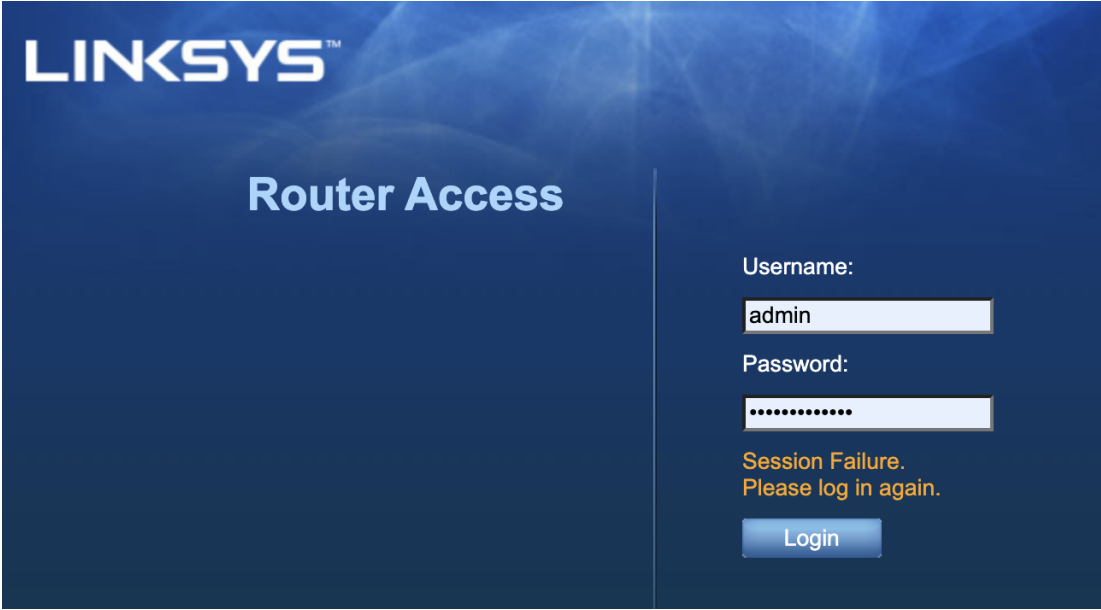 LINKSYS™
Router Access
Username:
admin
Password:
•••••••••••••
Session Failure.
Please log in again.
Login